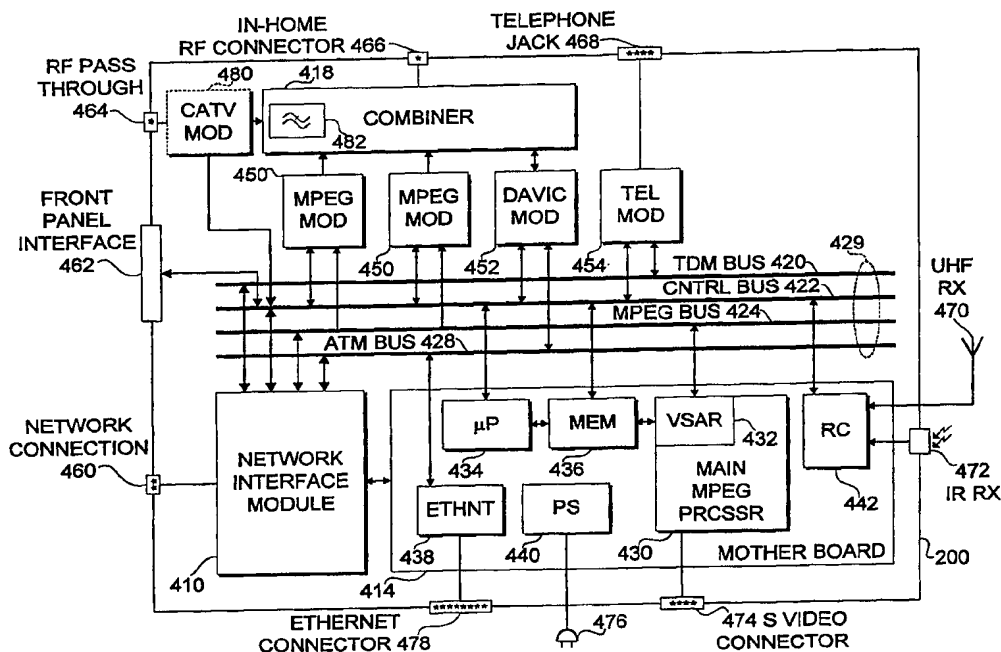 IN-HOME
RF CONNECTOR 466
TELEPHONE
JACK 468
RF PASS
THROUGH
464
480
418
CATV
MOD
COMBINER
482
450
MPEG
MOD
MPEG
MOD
DAVIC
MOD
TEL
MOD
450
452
454
FRONT
PANEL
INTERFACE
462
429
TDM BUS 420
CNTRL BUS 422
MPEG BUS 424
ATM BUS 428
UHF
RX
470
NETWORK
CONNECTION
460
NETWORK
INTERFACE
MODULE
410
µP
434
MEM
436
VSAR
432
MAIN
MPEG
PRCSSR
430
RC
442
472
IR RX
ETHNT
438
PS
440
MOTHER BOARD
414
200
ETHERNET
CONNECTOR 478
476
474 S VIDEO
CONNECTOR